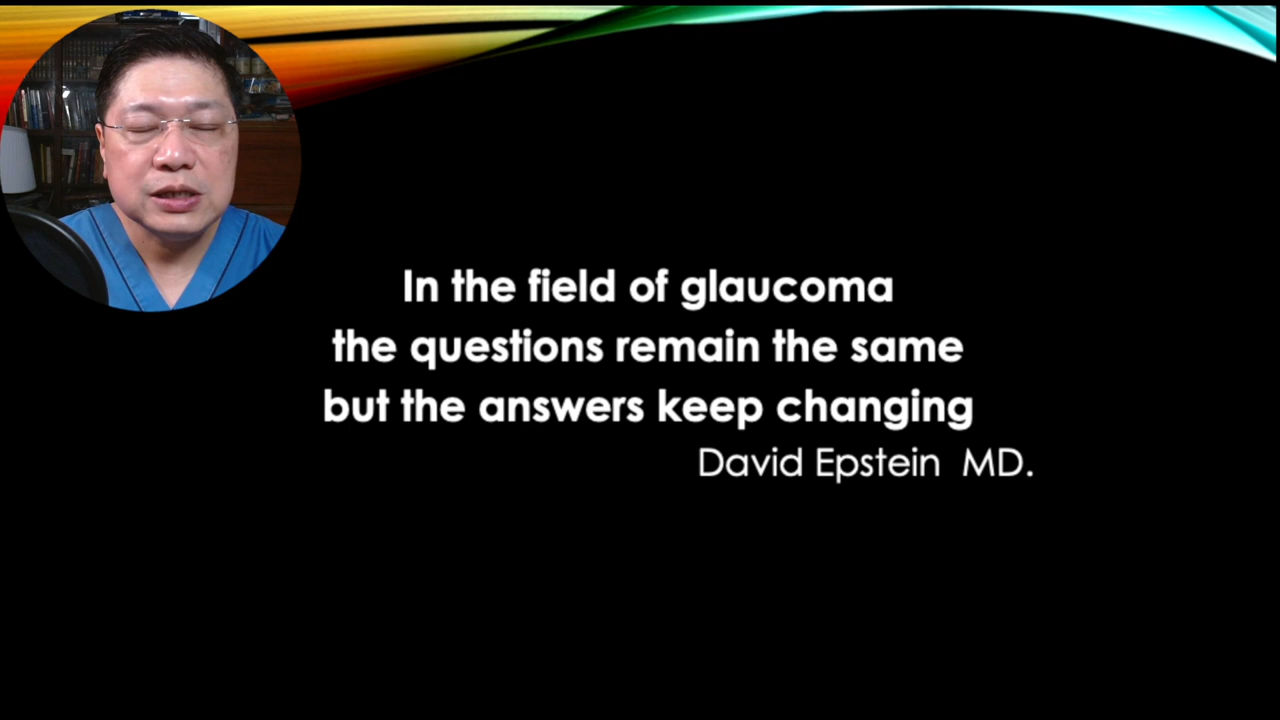 In the field of glaucoma
the questions remain the same
but the answers keep changing
David Epstein  MD.